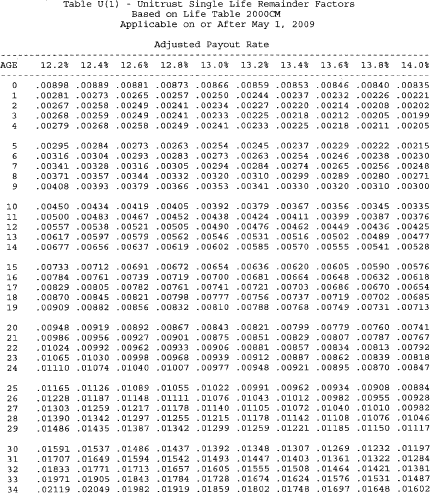 Table U(1) - Unitrust Single Life Remainder Factors
Based on Life Table 2000CM
Applicable on or After May 1, 2009
Adjusted Payout Rate
AGE 12.2% 12.4% 12.6% 12.8% 13.0% 13.2% 13.4% 13.6% 13.8% 14.0%
0 .00898 .00889 .00881 .00873 .00866 .00859 .00853 .00846 .00840 .00835
1 .00281 .00273 .00265 .00257 .00250 .00244 .00237 .00232 .00226 .00221
2 .00267 .00258 .00249 .00241 .00234 .00227 .00220 .00214 .00208 .00202
3 .00268 .00259 .00249 .00241 .00233 .00225 .00218 .00212 .00205 .00199
4 .00279 .00268 .00258 .00249 .00241 .00233 .00225 .00218 .00211 .00205
5 .00295 .00284 .00273 .00263 .00254 .00245 .00237 .00229 .00222 .00215
6 .00316 .00304 .00293 .00283 .00273 .00263 .00254 .00246 .00238 .00230
7 .00341 .00328 .00316 .00305 .00294 .00284 .00274 .00265 .00256 .00248
8 .00371 .00357 .00344 .00332 .00320 .00310 .00299 .00289 .00280 .00271
9 .00408 .00393 .00379 .00366 .00353 .00341 .00330 .00320 .00310 .00300
10 .00450 .00434 .00419 .00405 .00392 .00379 .00367 .00356 .00345 .00335
11 .00500 .00483 .00467 .00452 .00438 .00424 .00411 .00399 .00387 .00376
12 .00557 .00538 .00521 .00505 .00490 .00476 .00462 .00449 .00436 .00425
13 .00617 .00597 .00579 .00562 .00546 .00531 .00516 .00502 .00489 .00477
14 .00677 .00656 .00637 .00619 .00602 .00585 .00570 .00555 .00541 .00528
15 .00733 .00712 .00691 .00672 .00654 .00636 .00620 .00605 .00590 .00576
16 .00784 .00761 .00739 .00719 .00700 .00681 .00664 .00648 .00632 .00618
17 .00829 .00805 .00782 .00761 .00741 .00721 .00703 .00686 .00670 .00654
18 .00870 .00845 .00821 .00798 .00777 .00756 .00737 .00719 .00702 .00685
19 .00909 .00882 .00856 .00832 .00810 .00788 .00768 .00749 .00731 .00713
20 .00948 .00919 .00892 .00867 .00843 .00821 .00799 .00779 .00760 .00741
21 .00986 .00956 .00927 .00901 .00875 .00851 .00829 .00807 .00787 .00767
22 .01024 .00992 .00962 .00933 .00906 .00881 .00857 .00834 .00813 .00792
23 .01065 .01030 .00998 .00968 .00939 .00912 .00887 .00862 .00839 .00818
24 .01110 .01074 .01040 .01007 .00977 .00948 .00921 .00895 .00870 .00847
25 .01165 .01126 .01089 .01055 .01022 .00991 .00962 .00934 .00908 .00884
26 .01228 .01187 .01148 .01111 .01076 .01043 .01012 .00982 .00955 .00928
27 .01303 .01259 .01217 .01178 .01140 .01105 .01072 .01040 .01010 .00982
28 .01390 .01342 .01297 .01255 .01215 .01178 .01142 .01108 .01076 .01046
29 .01486 .01435 .01387 .01342 .01299 .01259 .01221 .01185 .01150 .01117
30 .01591 .01537 .01486 .01437 .01392 .01348 .01307 .01269 .01232 .01197
31 .01707 .01649 .01594 .01542 .01493 .01447 .01403 .01361 .01322 .01284
32 .01833 .01771 .01713 .01657 .01605 .01555 .01508 .01464 .01421 .01381
33 .01971 .01905 .01843 .01784 .01728 .01674 .01624 .01576 .01531 .01487
34 .02119 .02049 .01982 .01919 .01859 .01802 .01748 .01697 .01648 .01602